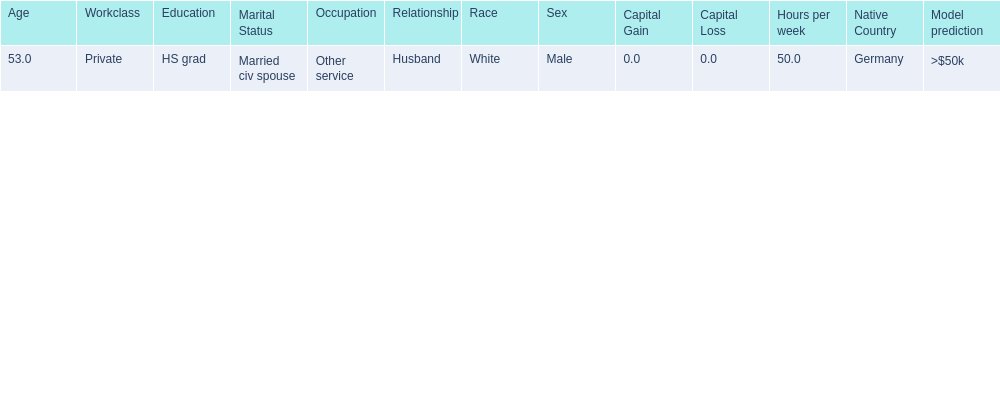 Age Workclass Education Marital Status Occupation Relationship Race Sex Capital Gain Capital Loss Hours per week Native Country Model prediction
53.0 Private HS grad Married civ spouse Other service Husband White Male 0.0 0.0 50.0 Germany >$50k